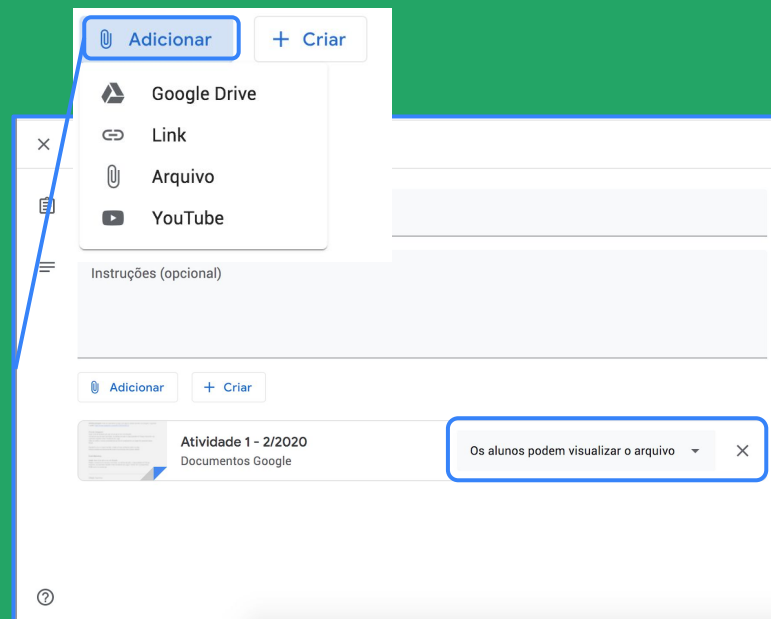 Adicionar
Criar
Google Drive
Link
Arquivo
YouTube
Instruções (opcional)
Adicionar
Criar
Atividade 1 - 2/2020
Documentos Google
Os alunos podem visualizar o arquivo